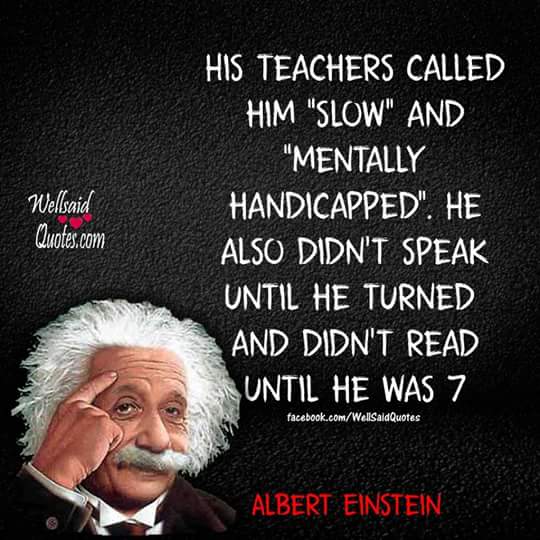 HIS TEACHERS CALLED
HIM "SLOW" AND
"MENTALLY
HANDICAPPED". HE
ALSO DIDN'T SPEAK
UNTIL HE TURNED
AND DIDN'T READ
UNTIL HE WAS 7
facebook.com/WellSaidQuotes
Wellsaid
Quotes.com
ALBERT EINSTEIN